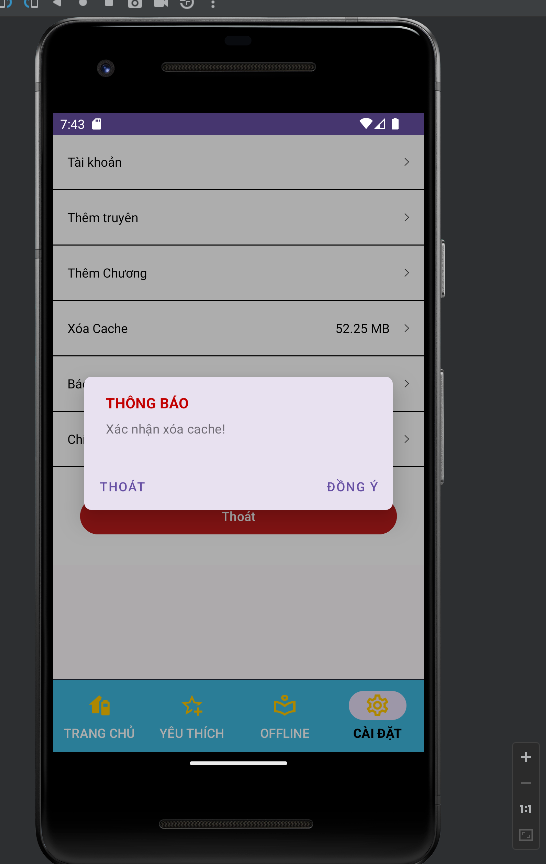 7:43
Tài khoản
Thêm truyện
Thêm Chương
Xóa Cache 52.25 MB
THÔNG BÁO
Xác nhận xóa cache!
THOÁT ĐỒNG Ý
Thoát
TRANG CHỦ YÊU THÍCH OFFLINE CÀI ĐẶT
1:1